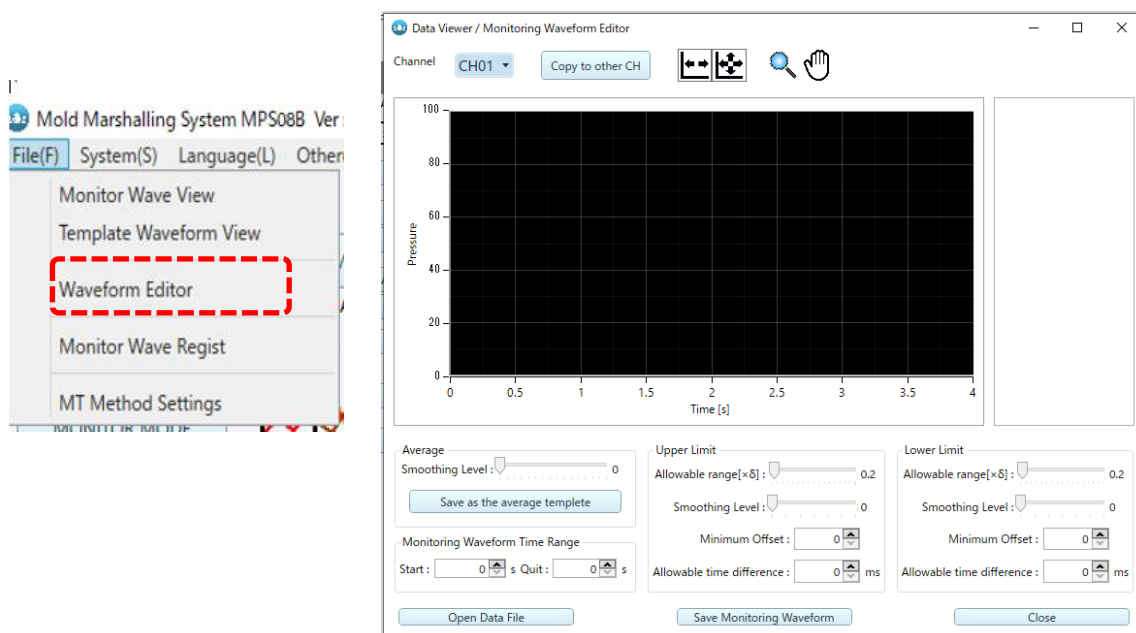 Mold Marshalling System MPS08B Ver
File(F) System(S) Language(L) Other
Monitor Wave View
Template Waveform View
Waveform Editor
Monitor Wave Regist
MT Method Settings
MONITOR MODE
Data Viewer / Monitoring Waveform Editor
Channel CH01 Copy to other CH
100
80
60
40
20
0
Pressure
0 0.5 1 1.5 2 2.5 3 3.5 4
Time [s]
Average
Smoothing Level : 0
Save as the average templete
Monitoring Waveform Time Range
Start : 0 s Quit : 0 s
Upper Limit
Allowable range[×δ] : 0.2
Smoothing Level : 0
Minimum Offset : 0
Allowable time difference : 0 ms
Lower Limit
Allowable range[×δ] : 0.2
Smoothing Level : 0
Minimum Offset : 0
Allowable time difference : 0 ms
Open Data File Save Monitoring Waveform Close